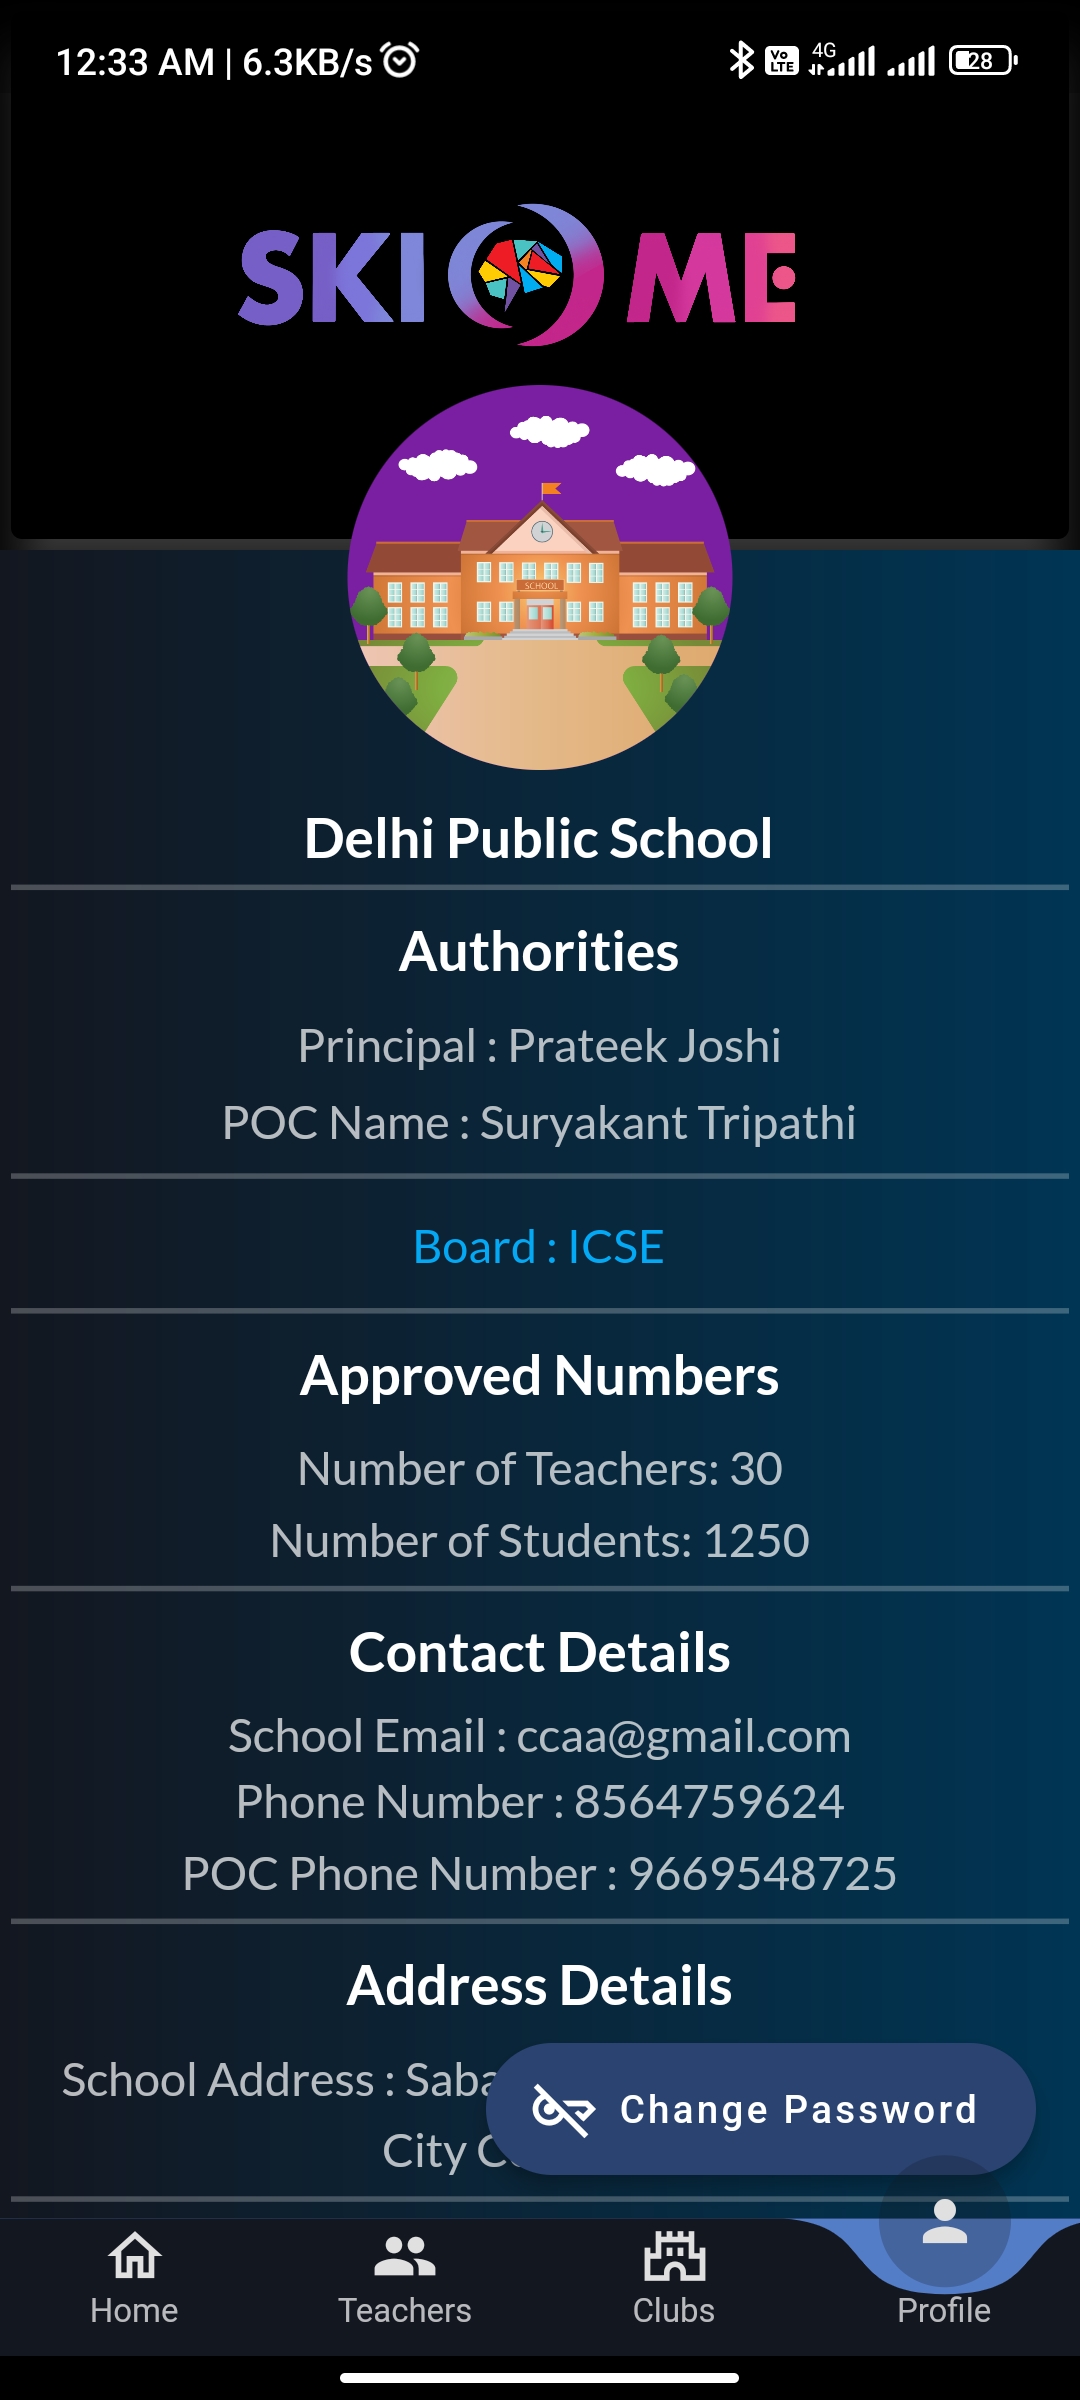 12:33 AM | 6.3KB/s
Vo LTE 4G 28
SKI ME
SCHOOL
Delhi Public School
Authorities
Principal : Prateek Joshi
POC Name : Suryakant Tripathi
Board : ICSE
Approved Numbers
Number of Teachers: 30
Number of Students: 1250
Contact Details
School Email : ccaa@gmail.com
Phone Number : 8564759624
POC Phone Number : 9669548725
Address Details
School Address :
Change Password
City
Home Teachers Clubs Profile